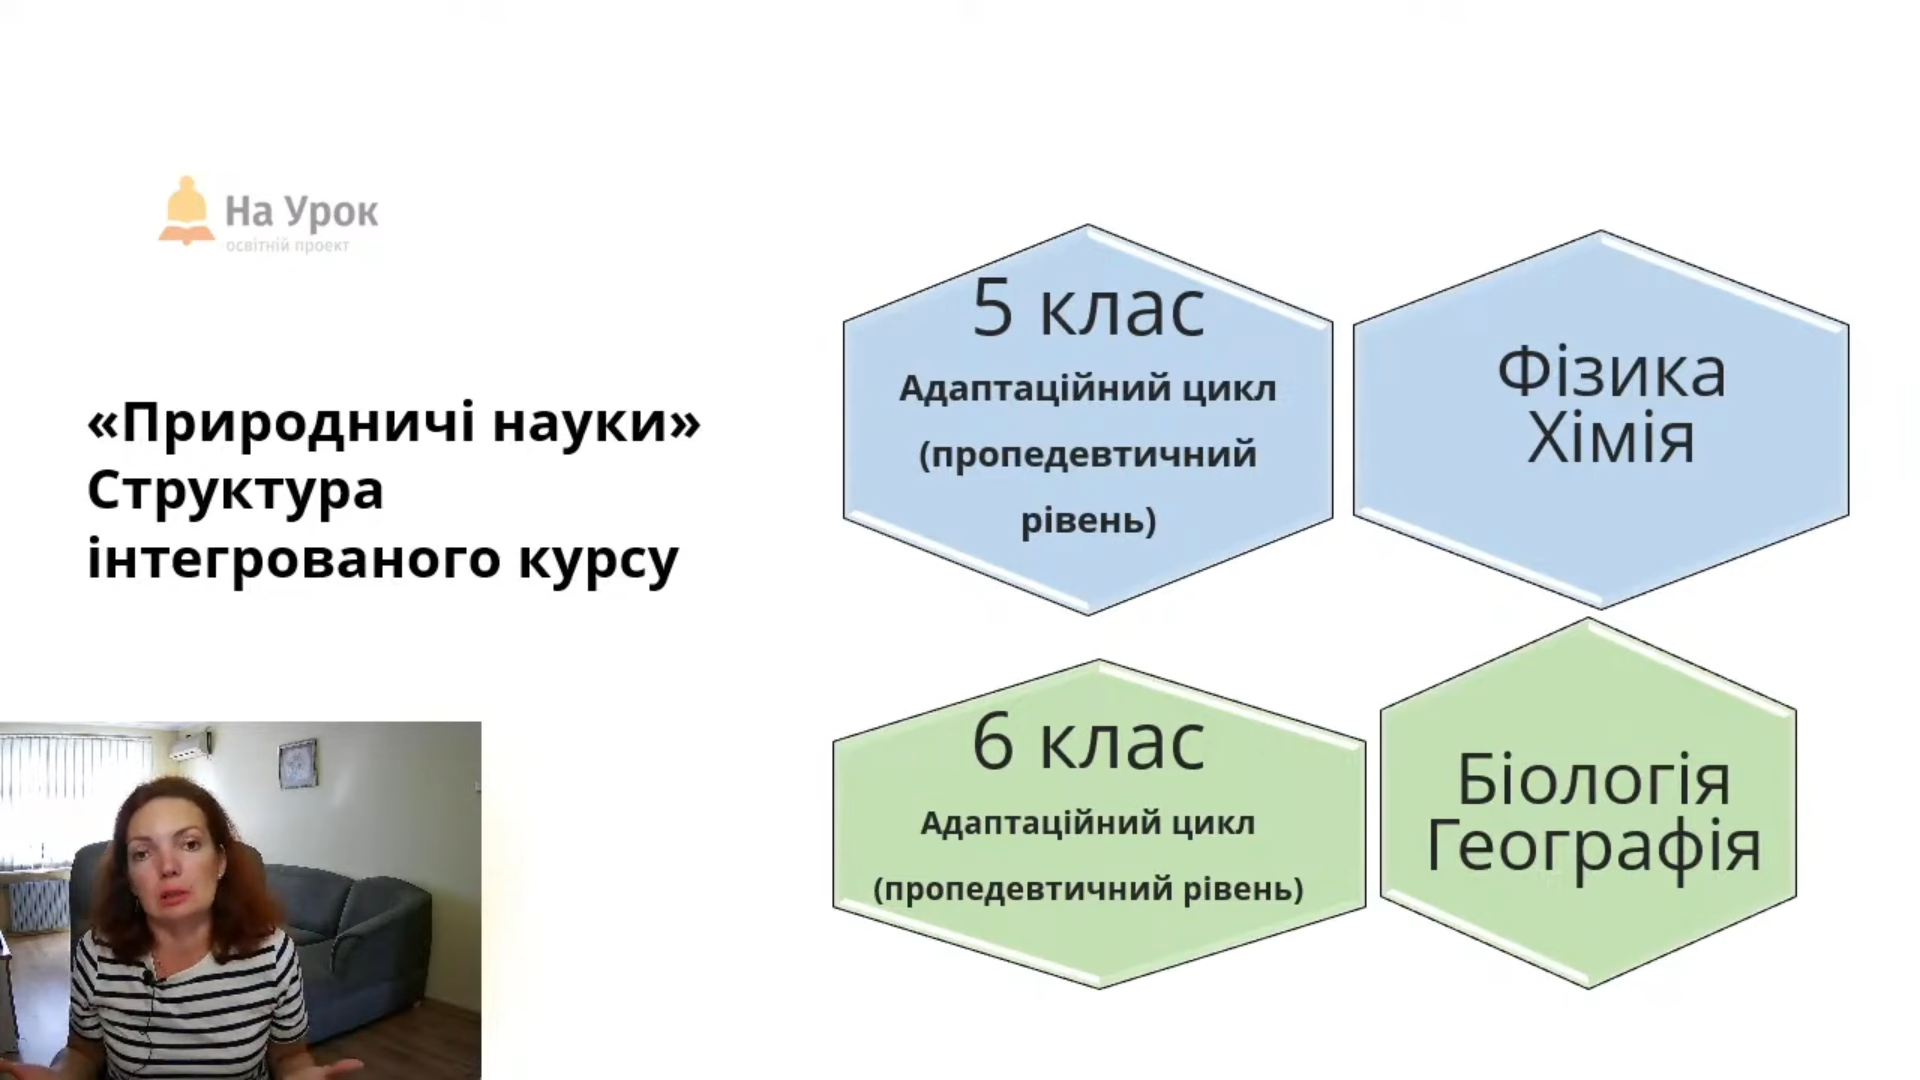 На Урок
освітній проект
«Природничі науки»
Структура
інтегрованого курсу
5 клас
Адаптаційний цикл
(пропедевтичний
рівень)
Фізика
Хімія
6 клас
Адаптаційний цикл
(пропедевтичний рівень)
Біологія
Географія